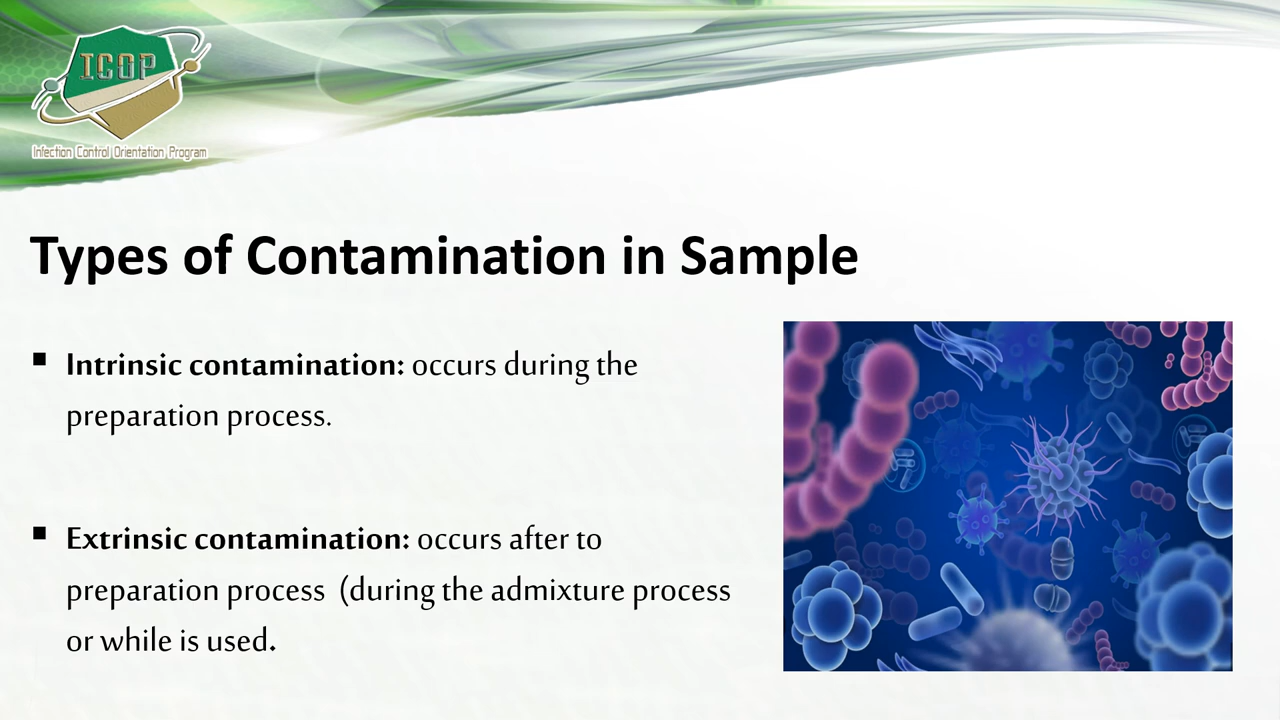 ICOP
Infection Control Orientation Program
Types of Contamination in Sample
▪ Intrinsic contamination: occurs during the
preparation process.
▪ Extrinsic contamination: occurs after to
preparation process (during the admixture process
or while is used.